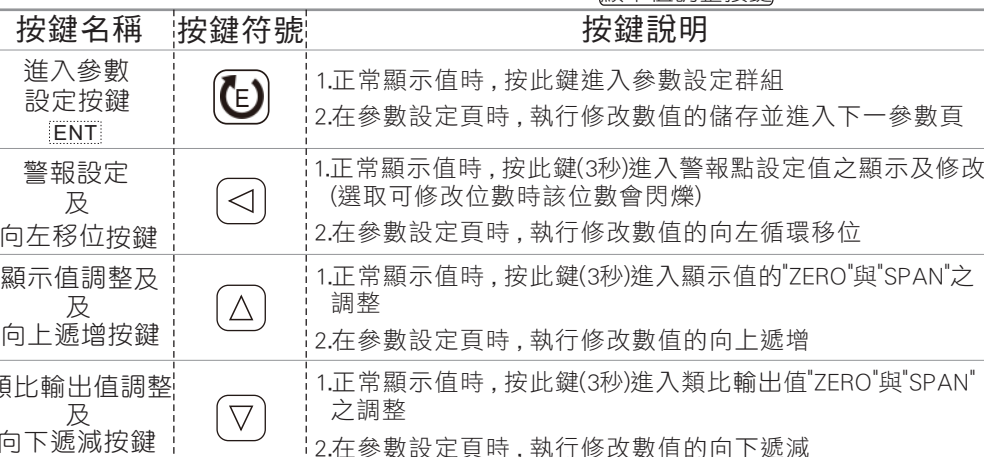 按鍵名稱 按鍵符號 按鍵說明
進入參數
設定按鍵
ENT
E
1.正常顯示值時,按此鍵進入參數設定群組
2.在參數設定頁時,執行修改數值的儲存並進入下一參數頁
警報設定
及
向左移位按鍵
1.正常顯示值時,按此鍵(3秒)進入警報點設定值之顯示及修改
(選取可修改位數時該位數會閃爍)
2.在參數設定頁時,執行修改數值的向左循環移位
顯示值調整及
及
向上遞增按鍵
1.正常顯示值時,按此鍵(3秒)進入顯示值的"ZERO"與"SPAN"之
調整
2.在參數設定頁時,執行修改數值的向上遞增
類比輸出值調整
及
向下遞減按鍵
1.正常顯示值時,按此鍵(3秒)進入類比輸出值"ZERO"與"SPAN"
之調整
2.在參數設定頁時,執行修改數值的向下遞減